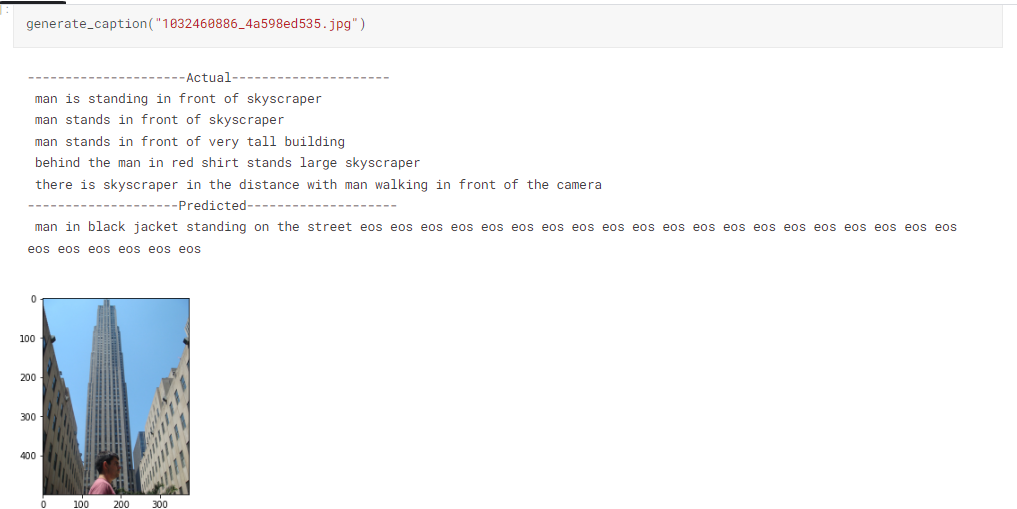 generate_caption("1032460886_4a598ed535.jpg")
---------------------Actual---------------------
man is standing in front of skyscraper
man stands in front of skyscraper
man stands in front of very tall building
behind the man in red shirt stands large skyscraper
there is skyscraper in the distance with man walking in front of the camera
--------------------Predicted--------------------
man in black jacket standing on the street eos eos eos eos eos eos eos eos eos eos eos eos eos eos eos eos eos eos eos eos
eos eos eos eos eos eos
0
100
200
300
400
0 100 200 300